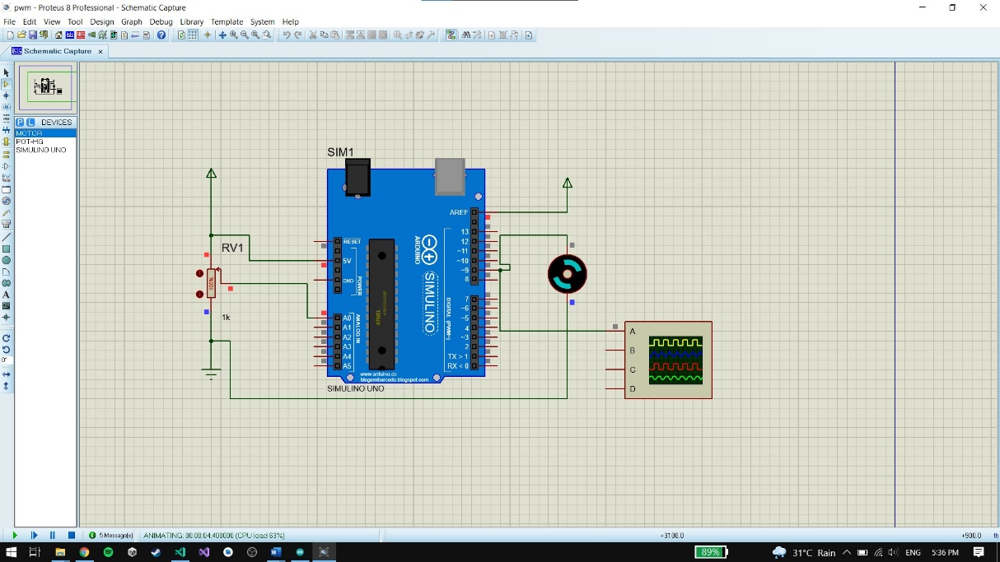 pwm - Proteus 8 Professional - Schematic Capture
File Edit View Tool Design Graph Debug Library Template System Help
Schematic Capture
P L DEVICES
MOTOR
POT-HG
SIMULINO UNO
SIM1
AREF
13
12
~11
~10
~9
8
7
~6
~5
4
~3
2
TX > 1
RX < 0
RESET
5V
GND
POWER
A0
A1
A2
A3
A4
A5
ANALOG IN
ARDUINO
SIMULINO
DIGITAL (PWM~)
ATMEL
www.arduino.cc
blogembarcado.blogspot.com
SIMULINO UNO
RV1
1k
A
B
C
D
0°
5 Message(s)
ANIMATING: 00:00:04.400000 (CPU load 63%)
+3100.0
+900.0
th
89%
31°C Rain
ENG
5:36 PM